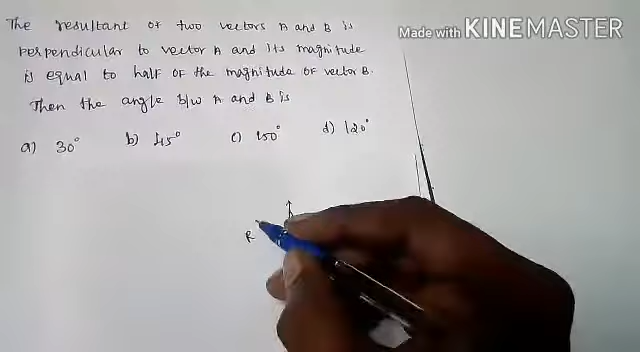 Made with KINEMASTER
The resultant of two vectors A and B is
perpendicular to vector A and Its magnitude
is equal to half of the magnitude of vector B.
Then the angle b/w A and B is
a) 30° b) 45° c) 150° d) 120°
R